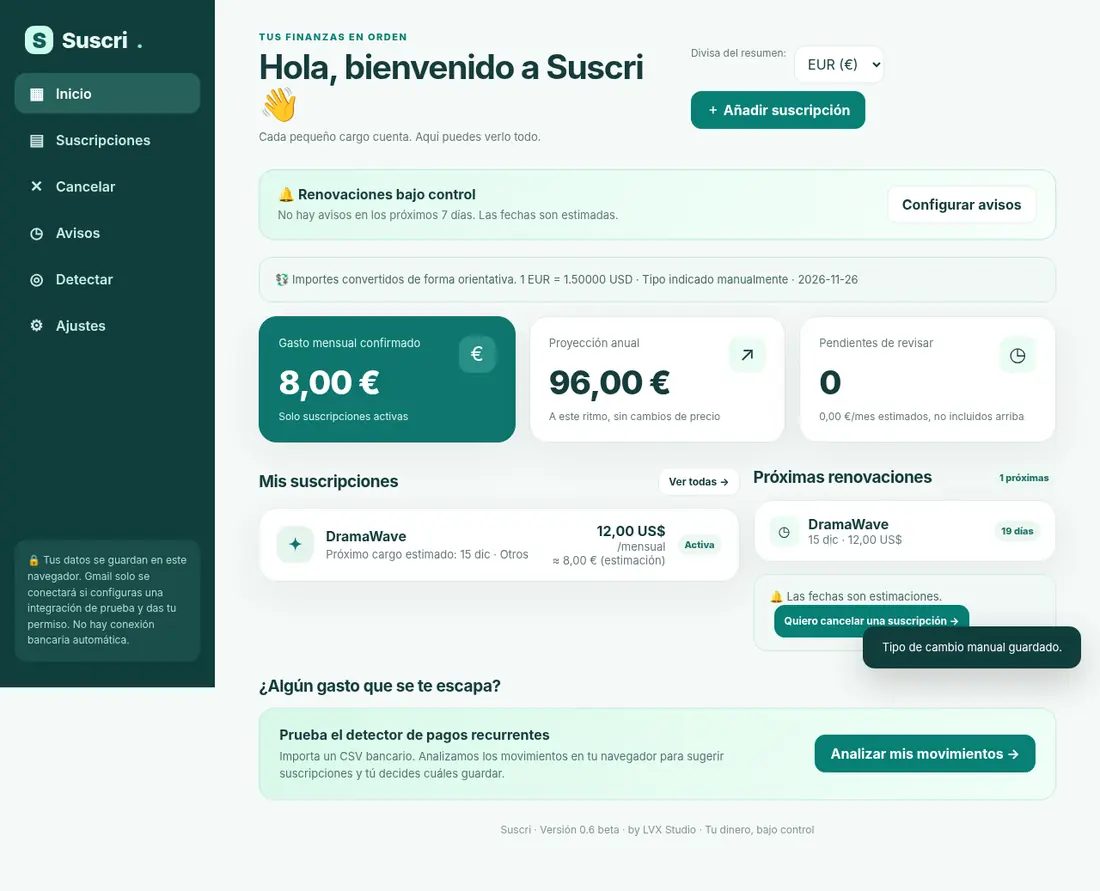 S Suscri.
Inicio
Suscripciones
Cancelar
Avisos
Detectar
Ajustes
🔒 Tus datos se guardan en este
navegador. Gmail solo se
conectará si configuras una
integración de prueba y das tu
permiso. No hay conexión
bancaria automática.
TUS FINANZAS EN ORDEN
Hola, bienvenido a Suscri
👋
Cada pequeño cargo cuenta. Aquí puedes verlo todo.
Divisa del resumen:
EUR (€)
+ Añadir suscripción
🔔 Renovaciones bajo control
No hay avisos en los próximos 7 días. Las fechas son estimadas.
Configurar avisos
💱 Importes convertidos de forma orientativa. 1 EUR = 1.50000 USD · Tipo indicado manualmente · 2026-11-26
Gasto mensual confirmado
€
8,00 €
Solo suscripciones activas
Proyección anual
↗
96,00 €
A este ritmo, sin cambios de precio
Pendientes de revisar
0
0,00 €/mes estimados, no incluidos arriba
Mis suscripciones
Ver todas →
DramaWave
Próximo cargo estimado: 15 dic · Otros
12,00 US$
/mensual
≈ 8,00 € (estimación)
Activa
Próximas renovaciones
1 próximas
DramaWave
15 dic · 12,00 US$
19 días
🔔 Las fechas son estimaciones.
Quiero cancelar una suscripción →
Tipo de cambio manual guardado.
¿Algún gasto que se te escapa?
Prueba el detector de pagos recurrentes
Importa un CSV bancario. Analizamos los movimientos en tu navegador para sugerir
suscripciones y tú decides cuáles guardar.
Analizar mis movimientos →
Suscri · Versión 0.6 beta · by LVX Studio · Tu dinero, bajo control